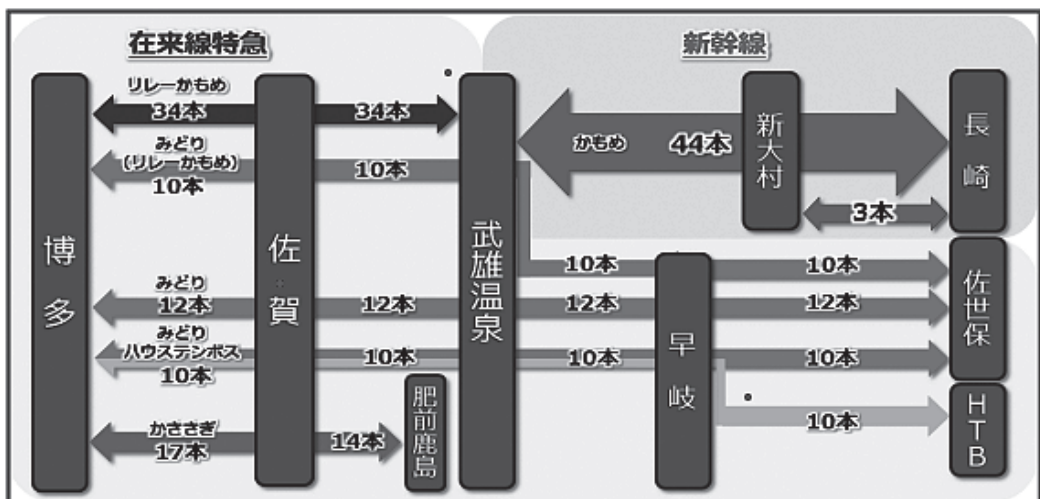 在来線特急
新幹線
博多
佐賀
武雄温泉
新大村
長崎
リレーかもめ
34本
34本
かもめ 44本
みどり
(リレーかもめ)
10本
10本
3本
10本
10本
佐世保
早岐
みどり
12本
12本
12本
12本
みどり
ハウステンボス
10本
10本
10本
10本
肥前鹿島
HTB
かささぎ
17本
14本
10本